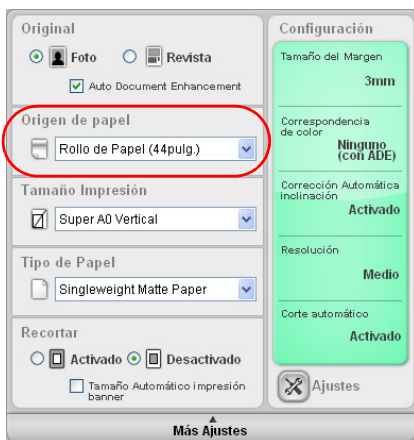 Original
Foto Revista
Auto Document Enhancement
Origen de papel
Rollo de Papel (44pulg.)
Tamaño Impresión
Super A0 Vertical
Tipo de Papel
Singleweight Matte Paper
Recortar
Activado Desactivado
Tamaño Automático impresión
banner
Configuración
Tamaño del Margen
3mm
Correspondencia
de color
Ninguno
(con ADE)
Corrección Automática
inclinación
Activado
Resolución
Medio
Corte automático
Activado
Ajustes
Más Ajustes